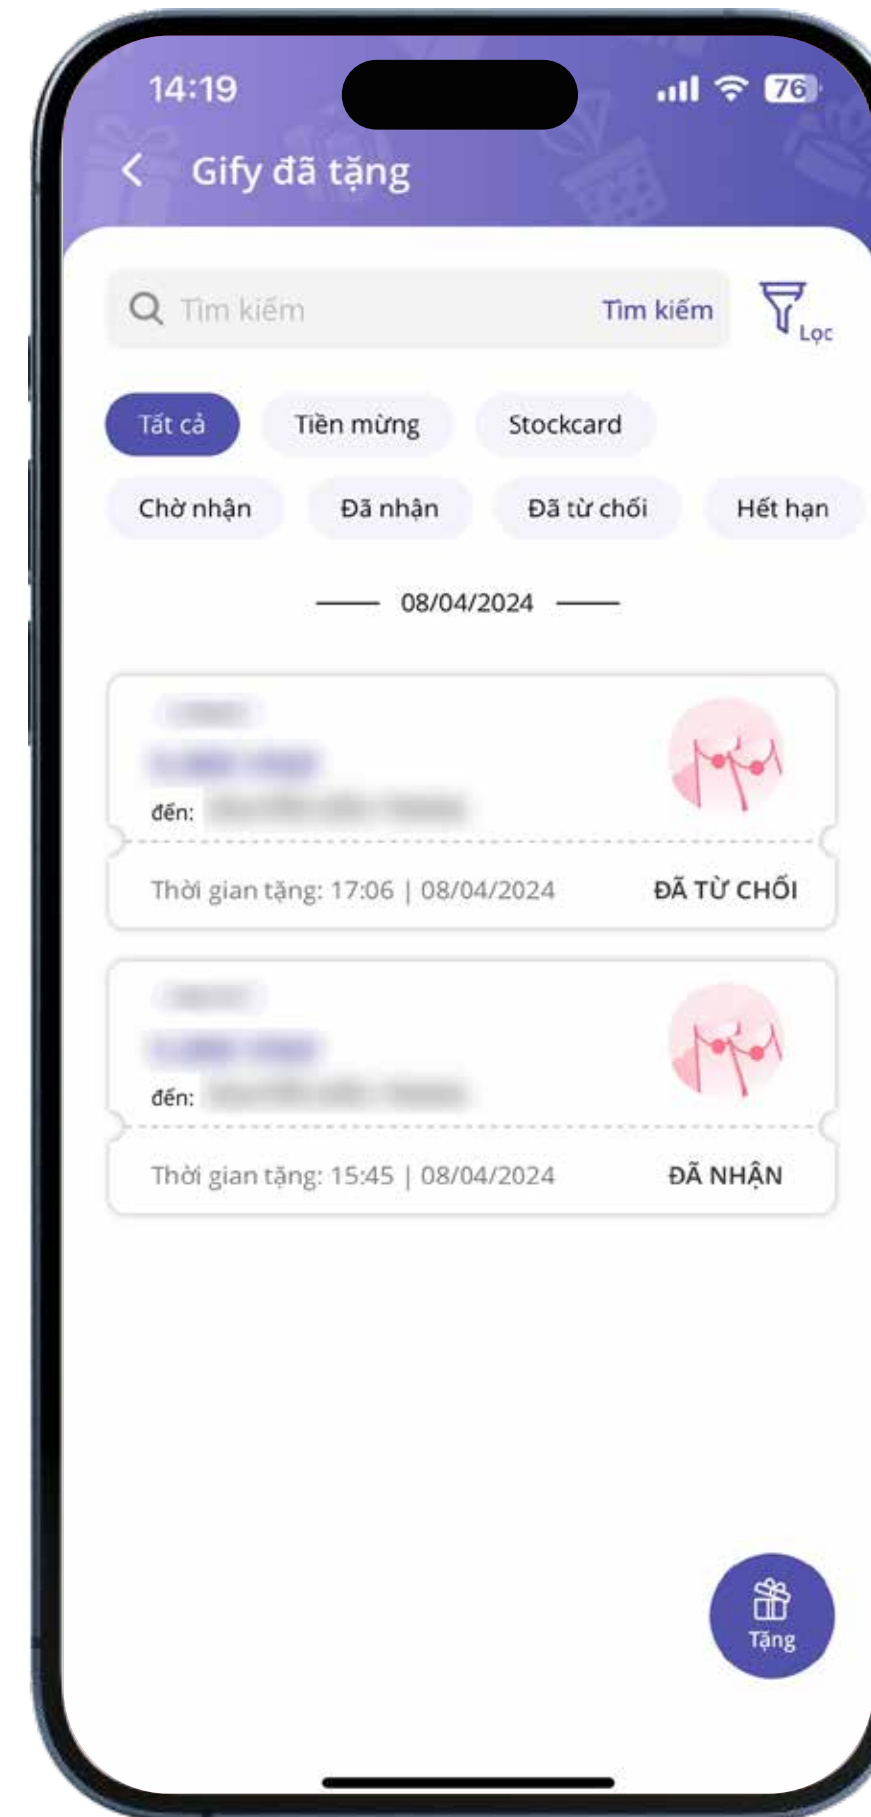 14:19 76
Gify đã tặng
Tìm kiếm Tìm kiếm Lọc
Tất cả Tiền mừng Stockcard
Chờ nhận Đã nhận Đã từ chối Hết hạn
08/04/2024
đến:
Thời gian tặng: 17:06 | 08/04/2024 ĐÃ TỪ CHỐI
đến:
Thời gian tặng: 15:45 | 08/04/2024 ĐÃ NHẬN
Tặng